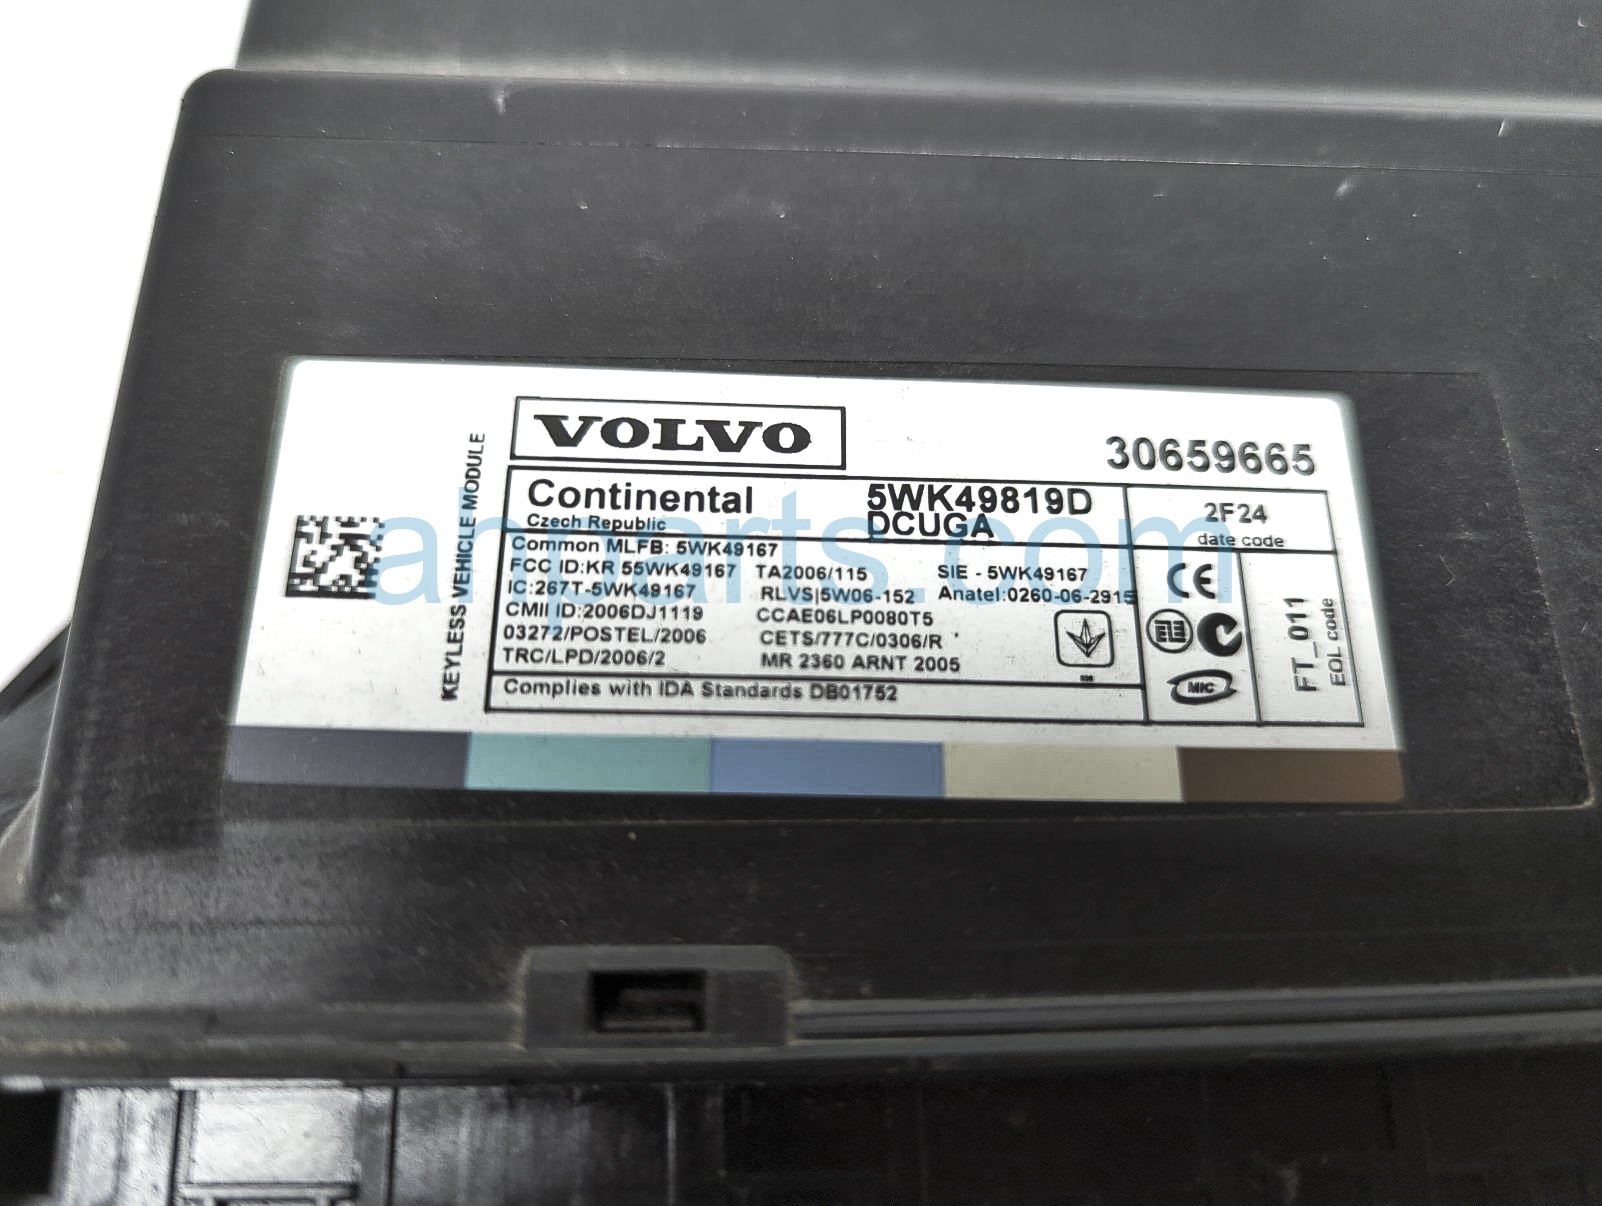 VOLVO
30659665
KEYLESS VEHICLE MODULE
Continental 5WK49819D
Czech Republic DCUGA
2F24
date code
Common MLFB: 5WK49167
FCC ID:KR 55WK49167 TA2006/115 SIE - 5WK49167
IC:267T-5WK49167 RLVS|5W06-152 Anatel:0260-06-2915
CMII ID:2006DJ1119 CCAE06LP0080T5
03272/POSTEL/2006 CETS/777C/0306/R
TRC/LPD/2006/2 MR 2360 ARNT 2005
Complies with IDA Standards DB01752
CE
MIC
FT_011
EOL code
ahparts.com